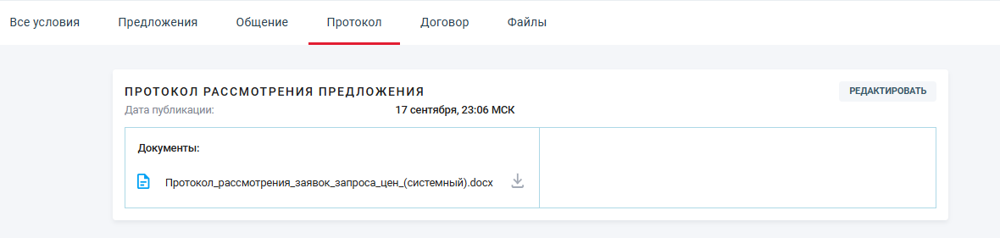 Все условия Предложения Общение Протокол Договор Файлы
ПРОТОКОЛ РАССМОТРЕНИЯ ПРЕДЛОЖЕНИЯ РЕДАКТИРОВАТЬ
Дата публикации: 17 сентября, 23:06 МСК
Документы:
Протокол_рассмотрения_заявок_запроса_цен_(системный).docx